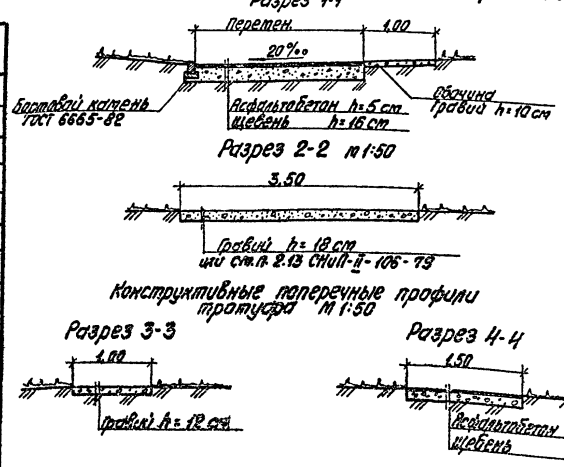 Разрез 1-1
Перемен. 1,00
20‰
Бортовой камень
ГОСТ 6665-82
Асфальтобетон h=5 см
щебень h=16 см
Обочина
Гравий h=10 см
Разрез 2-2 М 1:50
3,50
Гравий h=18 см
или см.п. 2.13 СНиП-II-106-79
Конструктивные поперечные профили
тротуара М 1:50
Разрез 3-3
1,00
Гравий h=12 см
Разрез 4-4
1,50
Асфальтобетон
щебень